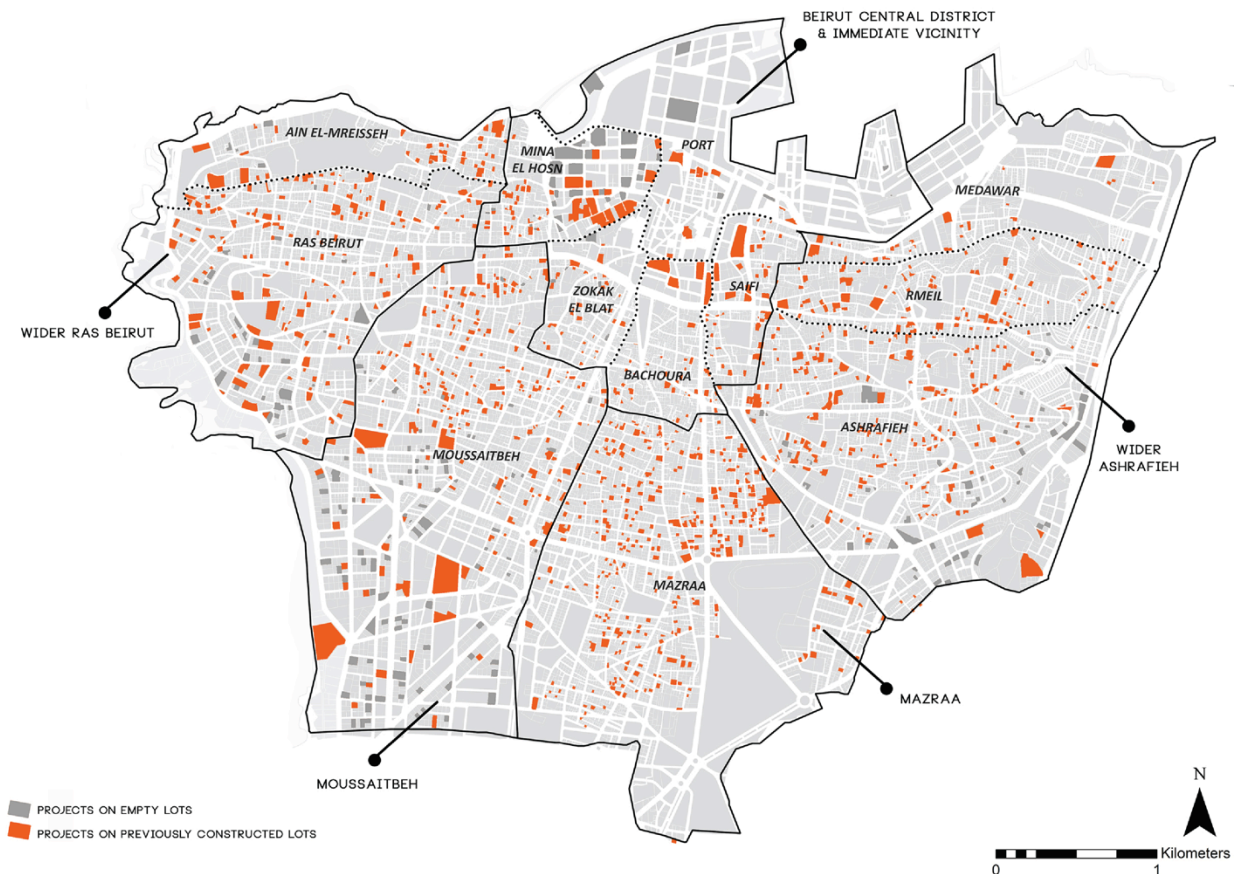 BEIRUT CENTRAL DISTRICT
& IMMEDIATE VICINITY
AIN EL-MREISSEH
MINA
EL HOSN
PORT
MEDAWAR
RAS BEIRUT
ZOKAK
EL BLAT
SAIFI
RMEIL
WIDER RAS BEIRUT
BACHOURA
MOUSSAITBEH
ASHRAFIEH
WIDER
ASHRAFIEH
MAZRAA
MAZRAA
MOUSSAITBEH
N
PROJECTS ON EMPTY LOTS
PROJECTS ON PREVIOUSLY CONSTRUCTED LOTS
Kilometers
0 1